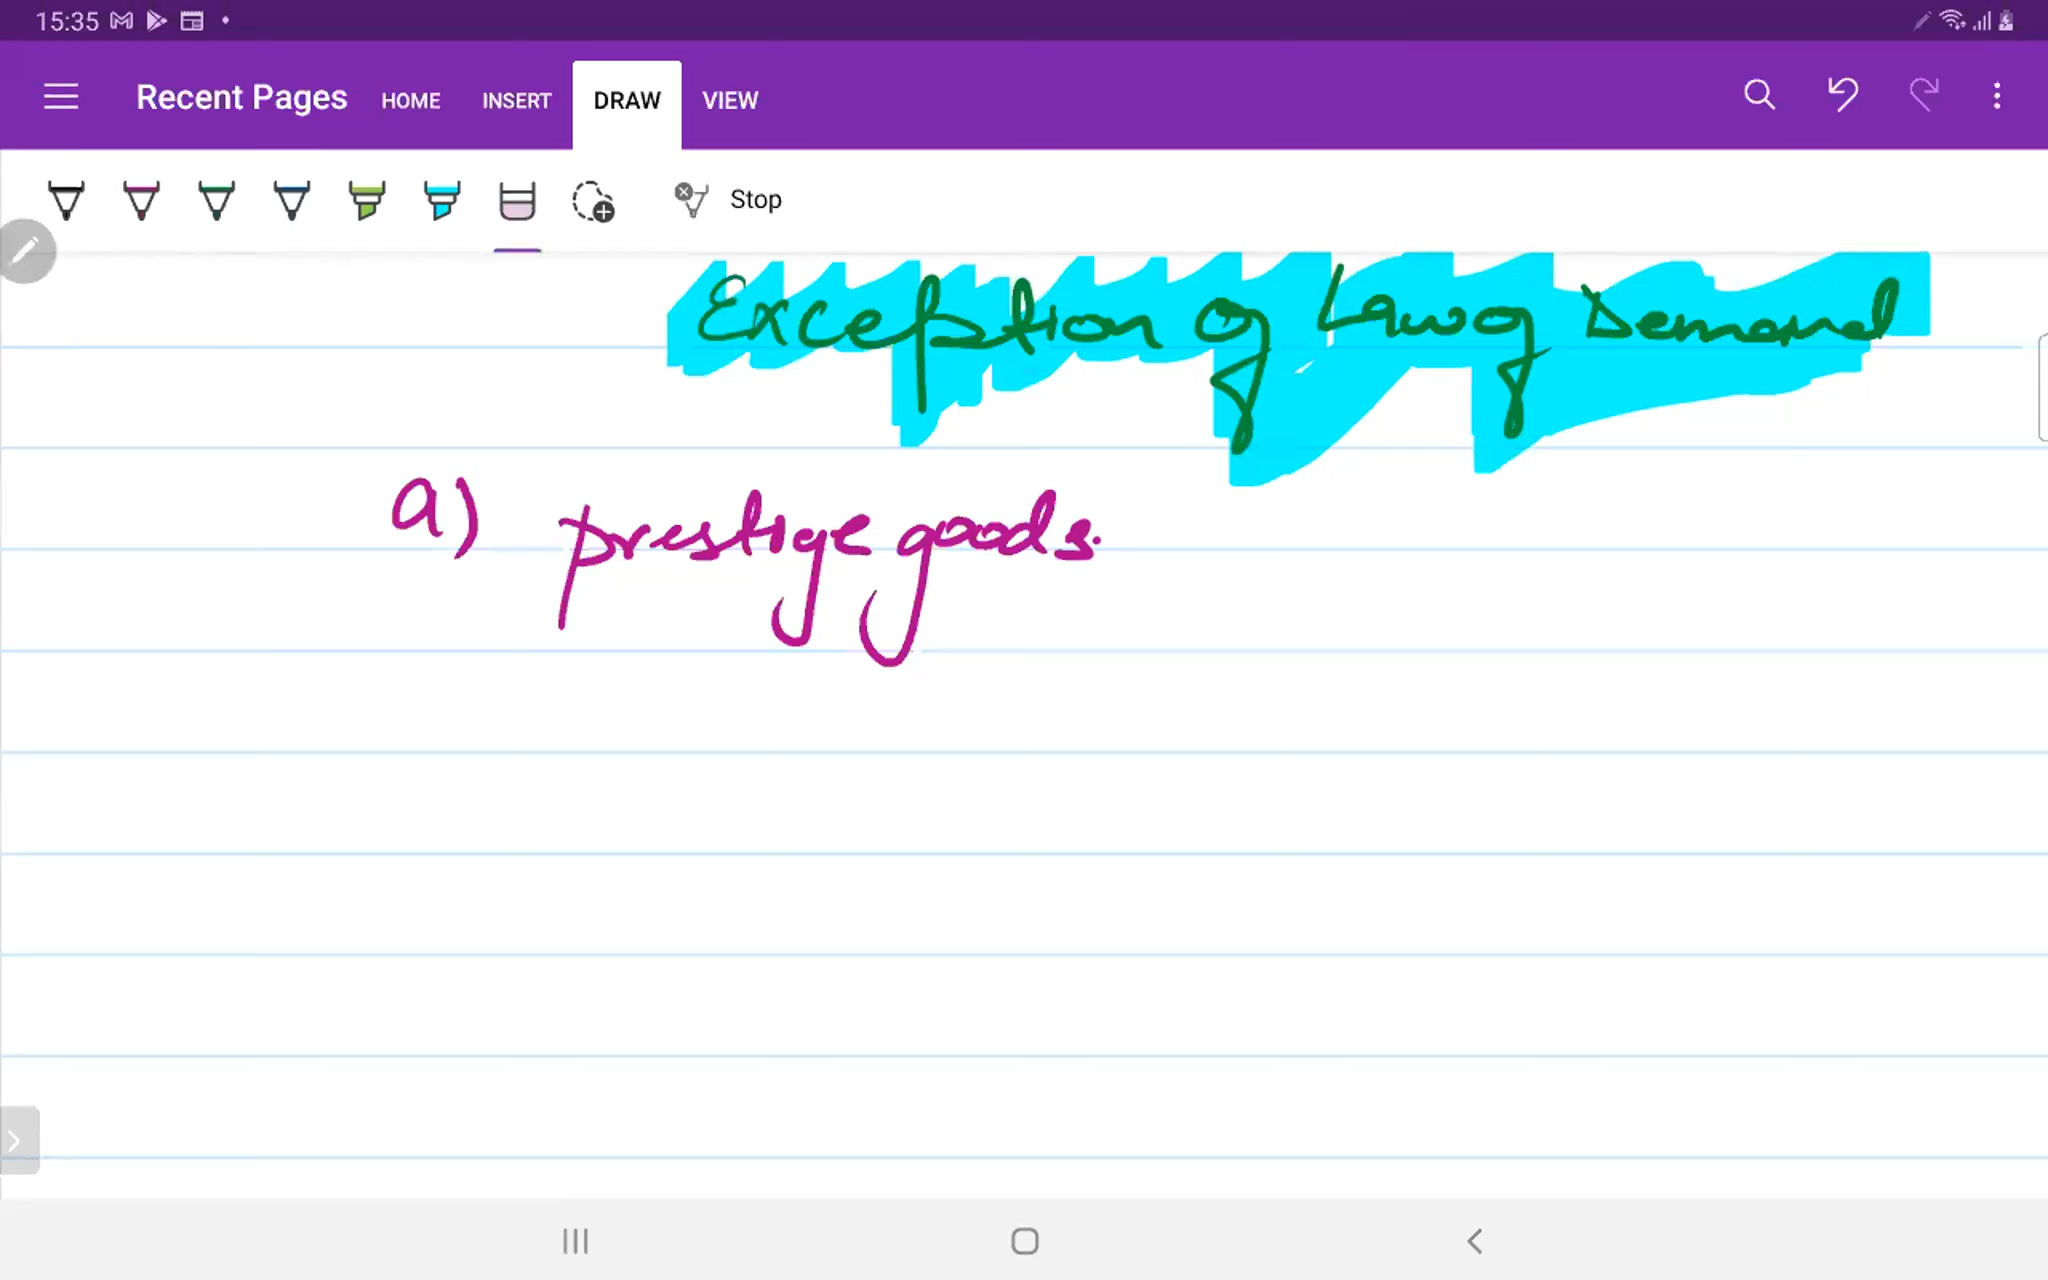 15:35
Recent Pages HOME INSERT DRAW VIEW
Stop
Exception of Law of Demand
a) prestige goods.